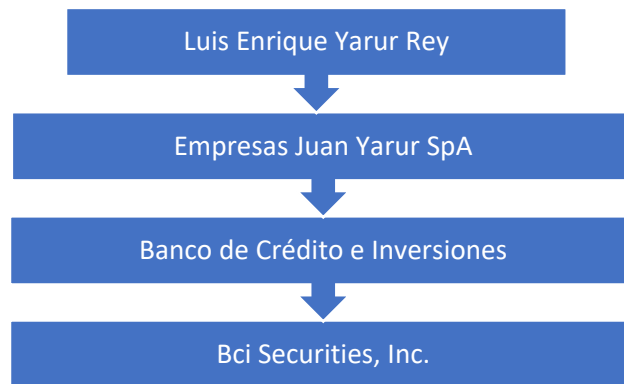 Luis Enrique Yarur Rey
Empresas Juan Yarur SpA
Banco de Crédito e Inversiones
Bci Securities, Inc.